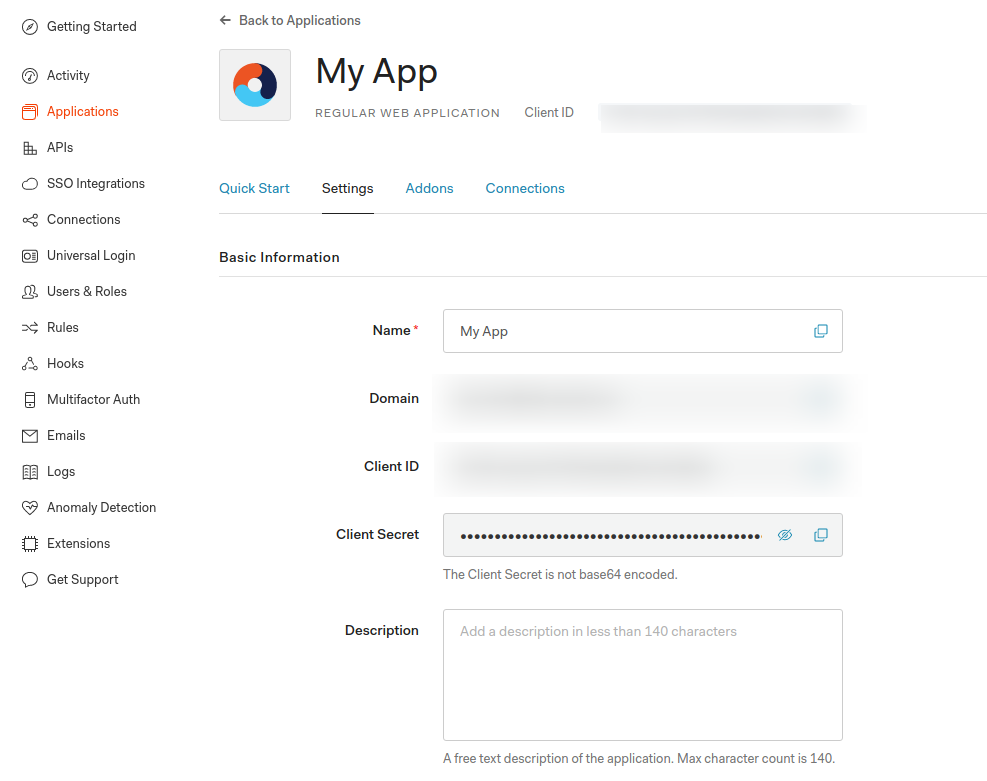 Getting Started
Activity
Applications
APIs
SSO Integrations
Connections
Universal Login
Users & Roles
Rules
Hooks
Multifactor Auth
Emails
Logs
Anomaly Detection
Extensions
Get Support
Back to Applications
My App
REGULAR WEB APPLICATION Client ID
Quick Start Settings Addons Connections
Basic Information
Name* My App
Domain
Client ID
Client Secret ••••••••••••••••••••••••••••••••••••••••••••
The Client Secret is not base64 encoded.
Description Add a description in less than 140 characters
A free text description of the application. Max character count is 140.